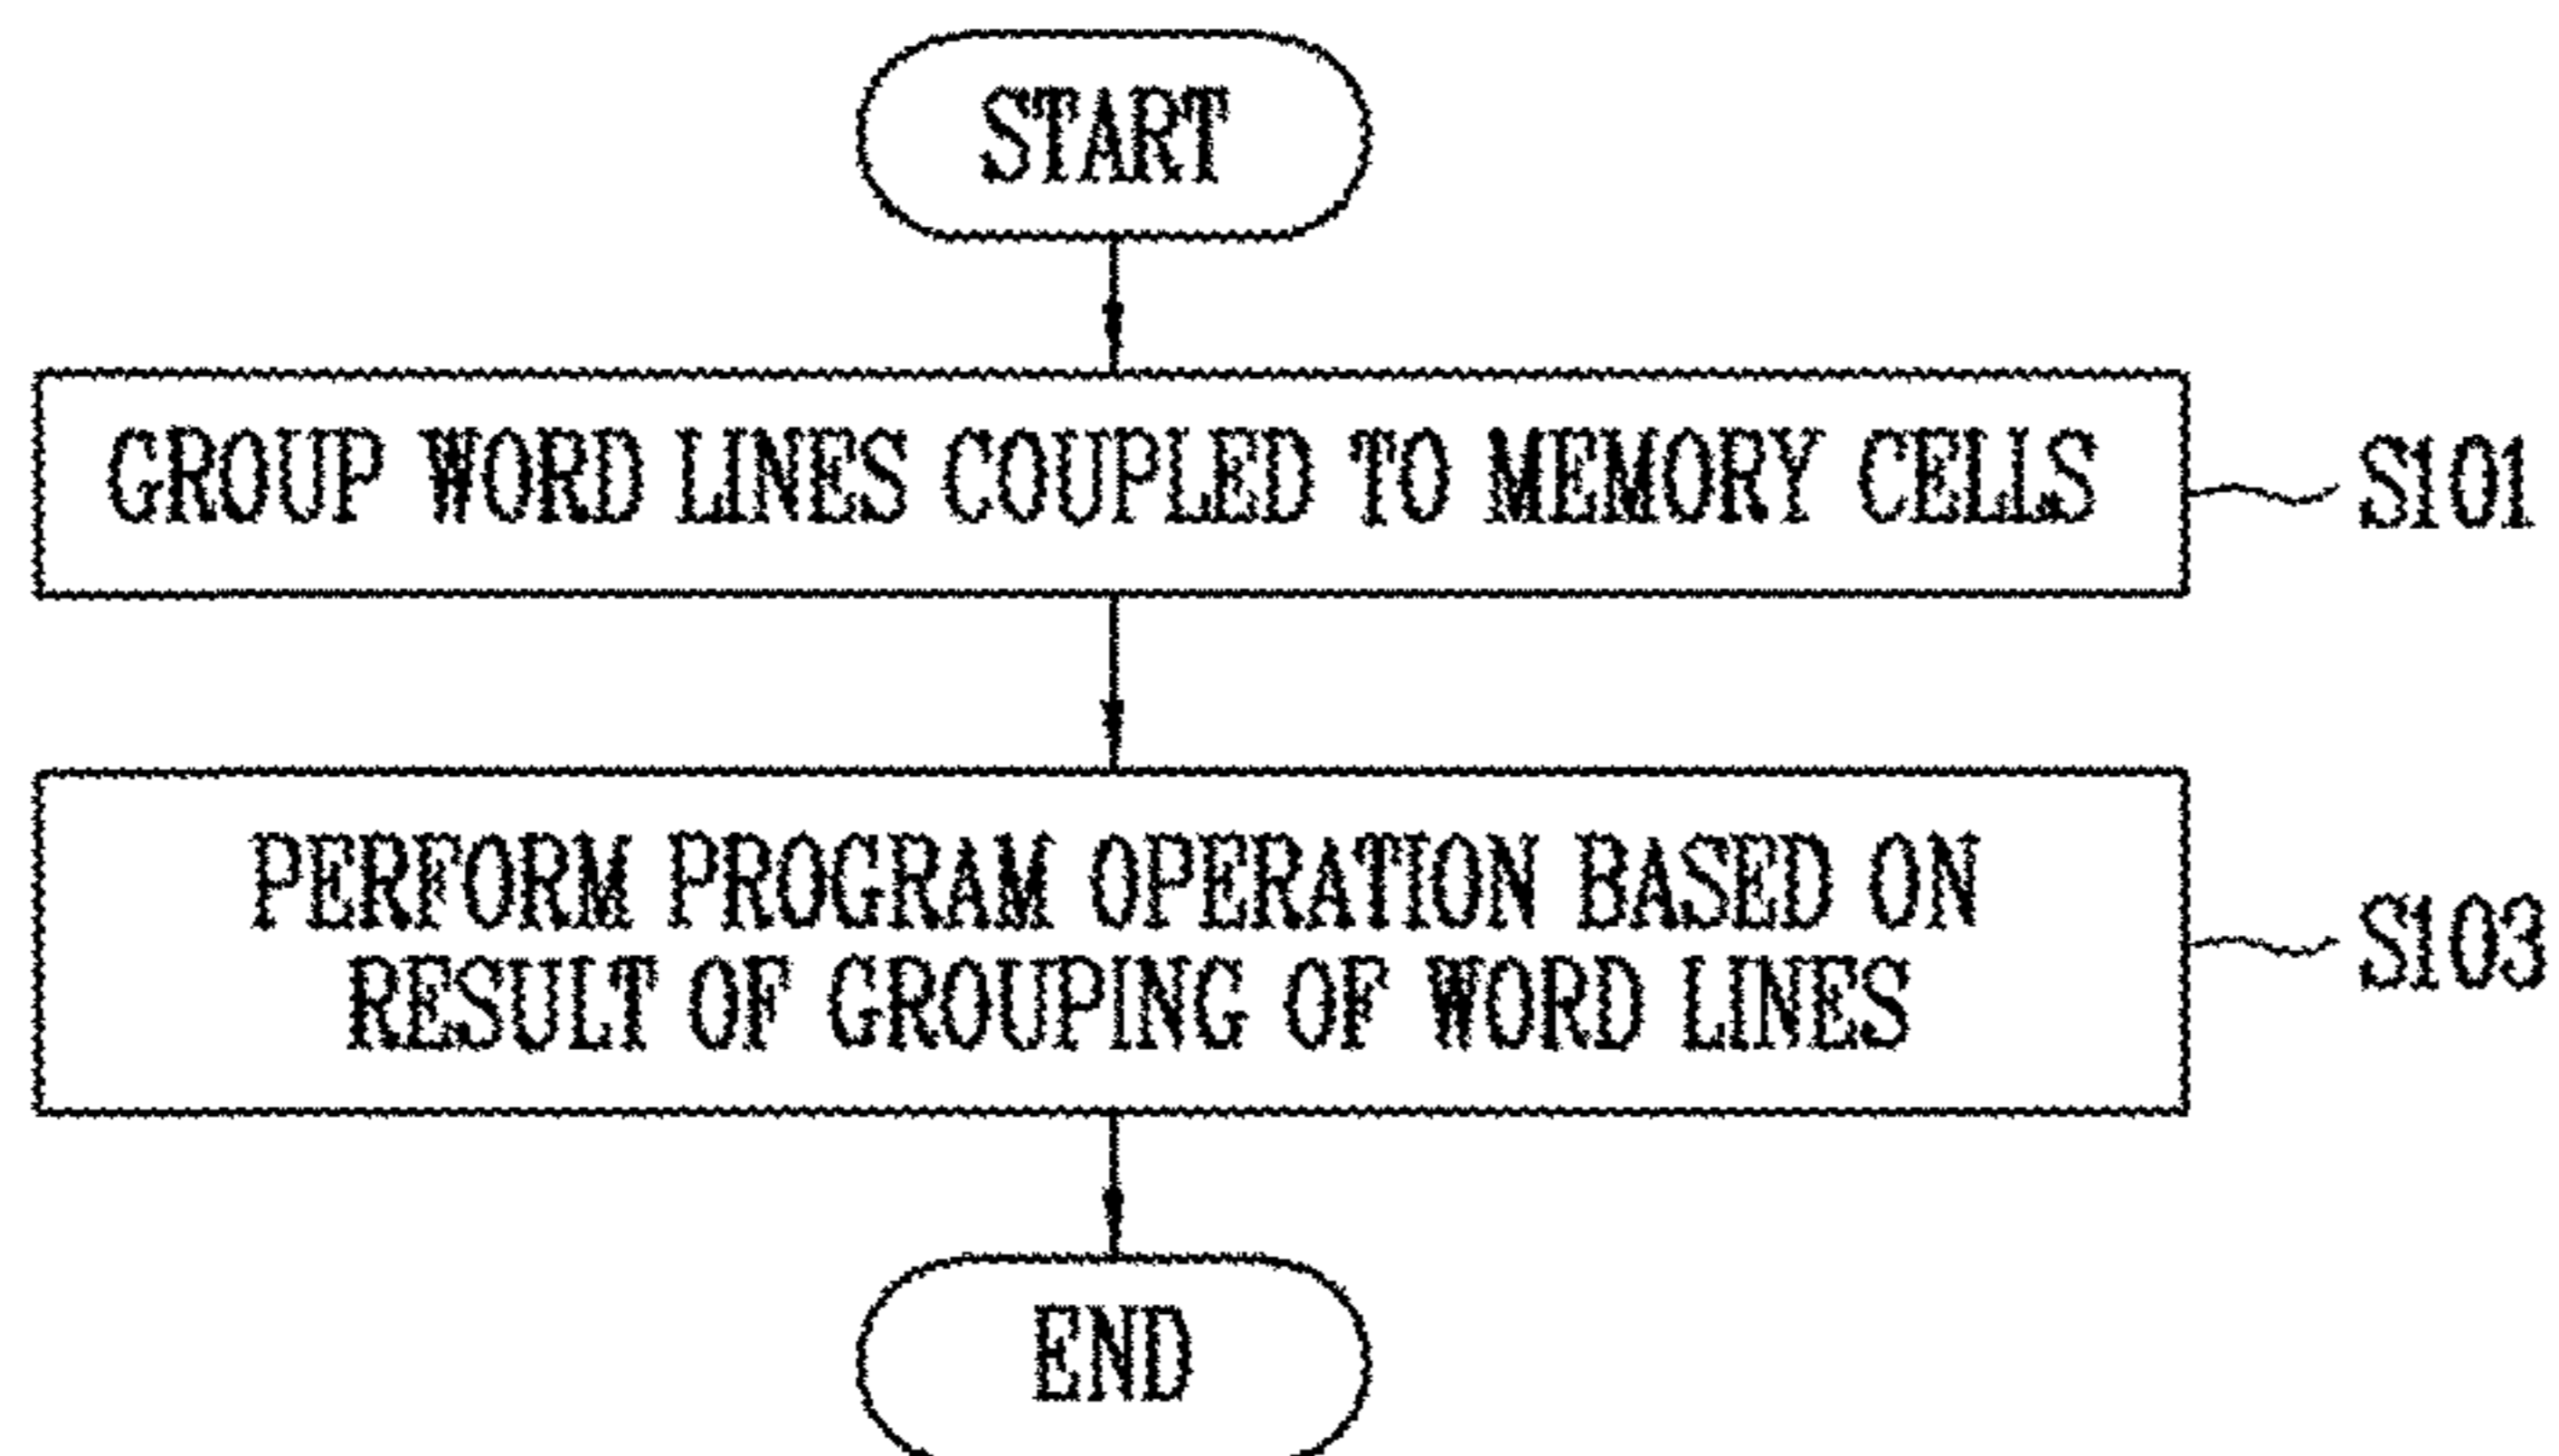 START
GROUP WORD LINES COUPLED TO MEMORY CELLS
S101
PERFORM PROGRAM OPERATION BASED ON
RESULT OF GROUPING OF WORD LINES
S103
END